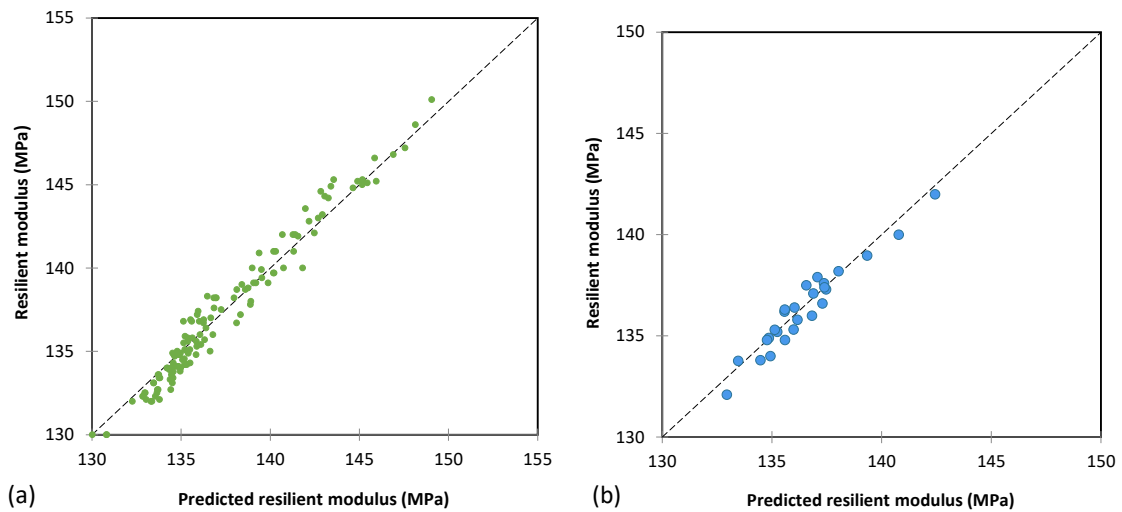 155
150
145
140
135
130
Resilient modulus (MPa)
130 135 140 145 150 155
Predicted resilient modulus (MPa)
(a)
150
145
140
135
130
Resilient modulus (MPa)
130 135 140 145 150
Predicted resilient modulus (MPa)
(b)